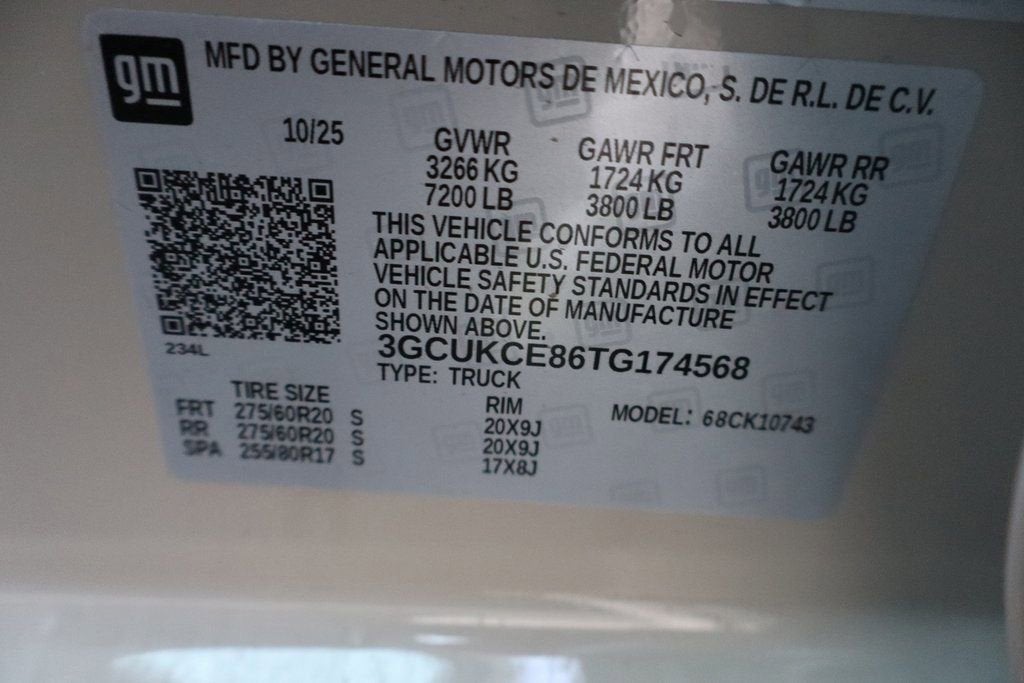 gm
MFD BY GENERAL MOTORS DE MEXICO, S. DE R.L. DE C.V.
10/25 GVWR GAWR FRT GAWR RR
3266 KG 1724 KG 1724 KG
7200 LB 3800 LB 3800 LB
THIS VEHICLE CONFORMS TO ALL
APPLICABLE U.S. FEDERAL MOTOR
VEHICLE SAFETY STANDARDS IN EFFECT
ON THE DATE OF MANUFACTURE
SHOWN ABOVE.
234L
3GCUKCE86TG174568
TYPE: TRUCK
TIRE SIZE RIM MODEL: 68CK10743
FRT 275/60R20 S 20X9J
RR 275/60R20 S 20X9J
SPA 255/80R17 S 17X8J